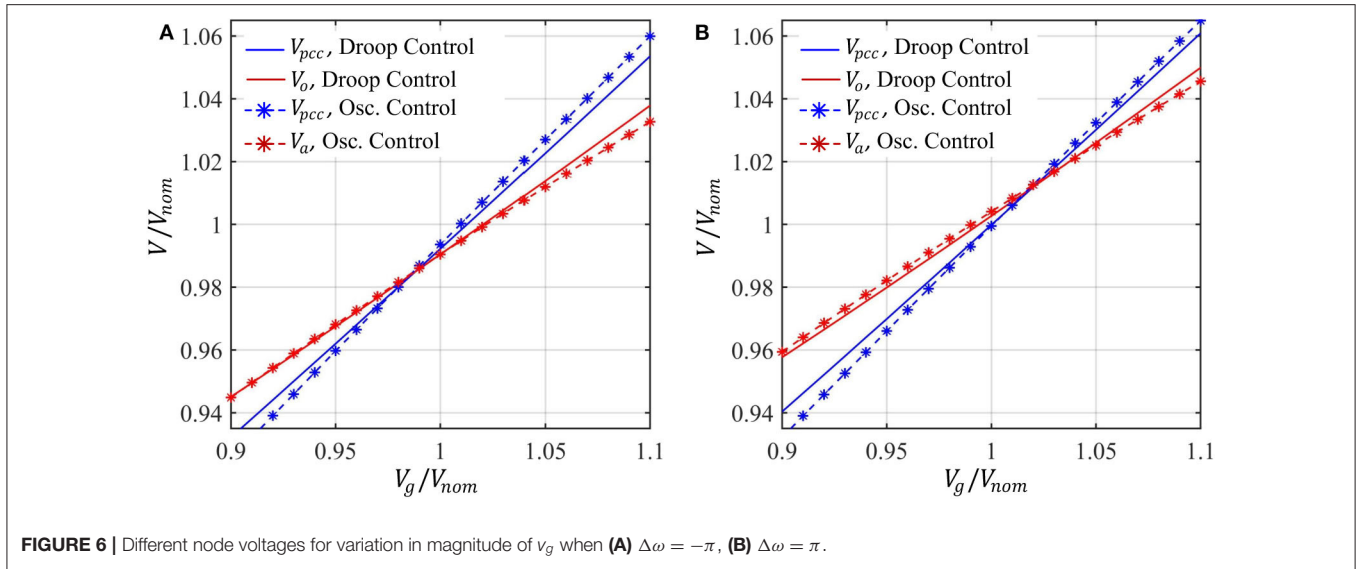 A
V_pcc, Droop Control
V_o, Droop Control
V_pcc, Osc. Control
V_a, Osc. Control
1.06
1.04
1.02
1
0.98
0.96
0.94
V/V_nom
0.9 0.95 1 1.05 1.1
V_g/V_nom
B
V_pcc, Droop Control
V_o, Droop Control
V_pcc, Osc. Control
V_a, Osc. Control
1.06
1.04
1.02
1
0.98
0.96
0.94
V/V_nom
0.9 0.95 1 1.05 1.1
V_g/V_nom
FIGURE 6 | Different node voltages for variation in magnitude of v_g when (A) Δω = −π, (B) Δω = π.